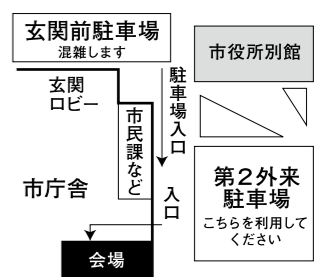 玄関前駐車場
混雑します
市役所別館
玄関
ロビー
駐車場入口
市民課など
市庁舎
入口
第２外来
駐車場
こちらを利用して
ください
会場